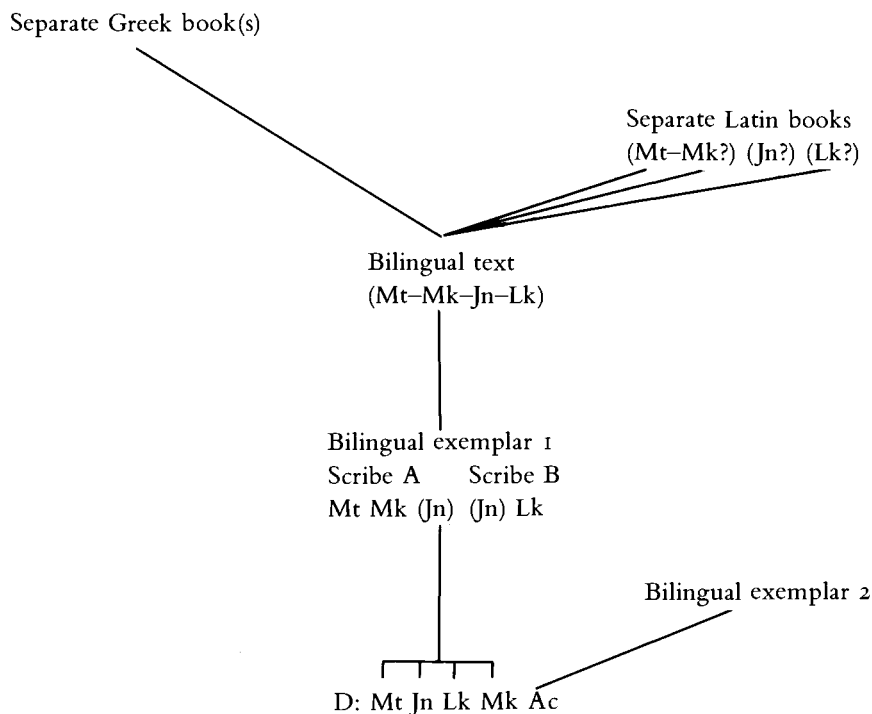 Separate Greek book(s)
Separate Latin books
(Mt–Mk?) (Jn?) (Lk?)
Bilingual text
(Mt–Mk–Jn–Lk)
Bilingual exemplar 1
Scribe A Scribe B
Mt Mk (Jn) (Jn) Lk
Bilingual exemplar 2
D: Mt Jn Lk Mk Ac